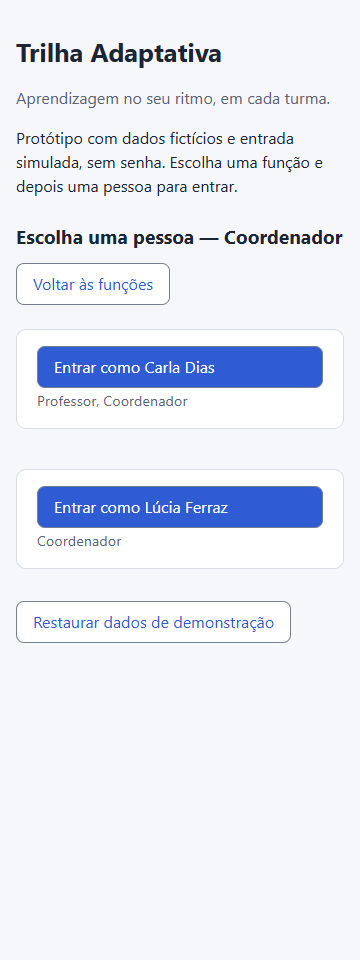 Trilha Adaptativa
Aprendizagem no seu ritmo, em cada turma.
Protótipo com dados fictícios e entrada
simulada, sem senha. Escolha uma função e
depois uma pessoa para entrar.
Escolha uma pessoa — Coordenador
Voltar às funções
Entrar como Carla Dias
Professor, Coordenador
Entrar como Lúcia Ferraz
Coordenador
Restaurar dados de demonstração